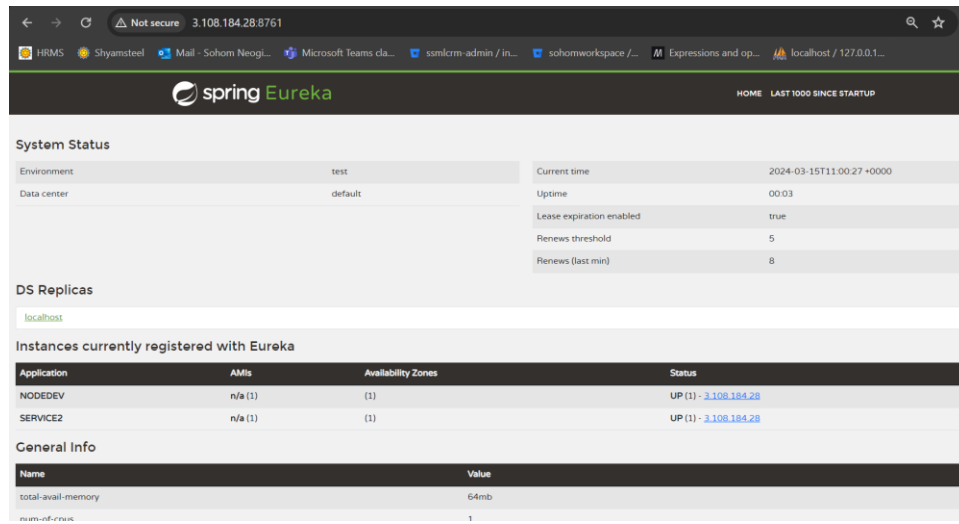 Not secure 3.108.184.28:8761
HRMS Shyamsteel Mail - Sohom Neogi... Microsoft Teams cla... ssmlcrm-admin / in... sohomworkspace /... Expressions and op... localhost / 127.0.0.1...
spring Eureka HOME LAST 1000 SINCE STARTUP
System Status
Environment test Current time 2024-03-15T11:00:27 +0000
Data center default Uptime 00:03
Lease expiration enabled true
Renews threshold 5
Renews (last min) 8
DS Replicas
localhost
Instances currently registered with Eureka
Application AMIs Availability Zones Status
NODEDEV n/a (1) (1) UP (1) - 3.108.184.28
SERVICE2 n/a (1) (1) UP (1) - 3.108.184.28
General Info
Name Value
total-avail-memory 64mb
num-of-cpus 1